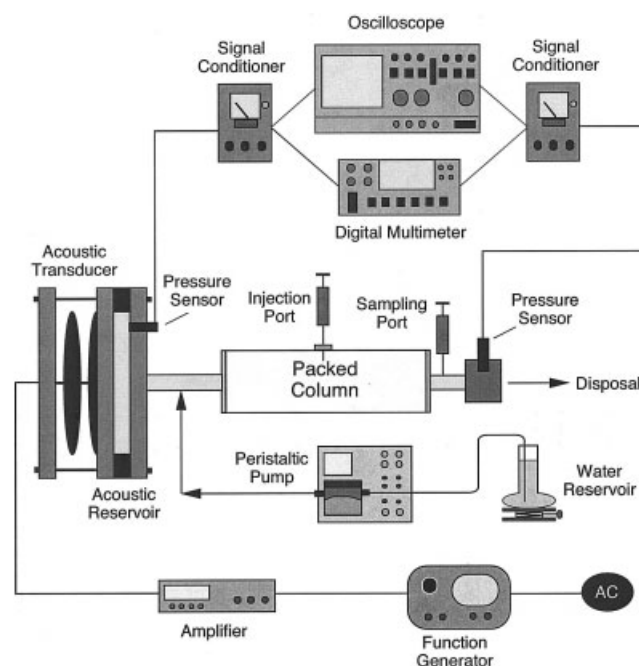 Oscilloscope
Signal
Conditioner
Signal
Conditioner
Digital Multimeter
Acoustic
Transducer
Pressure
Sensor
Injection
Port
Sampling
Port
Pressure
Sensor
Packed
Column
Disposal
Peristaltic
Pump
Water
Reservoir
Acoustic
Reservoir
Amplifier
Function
Generator
AC